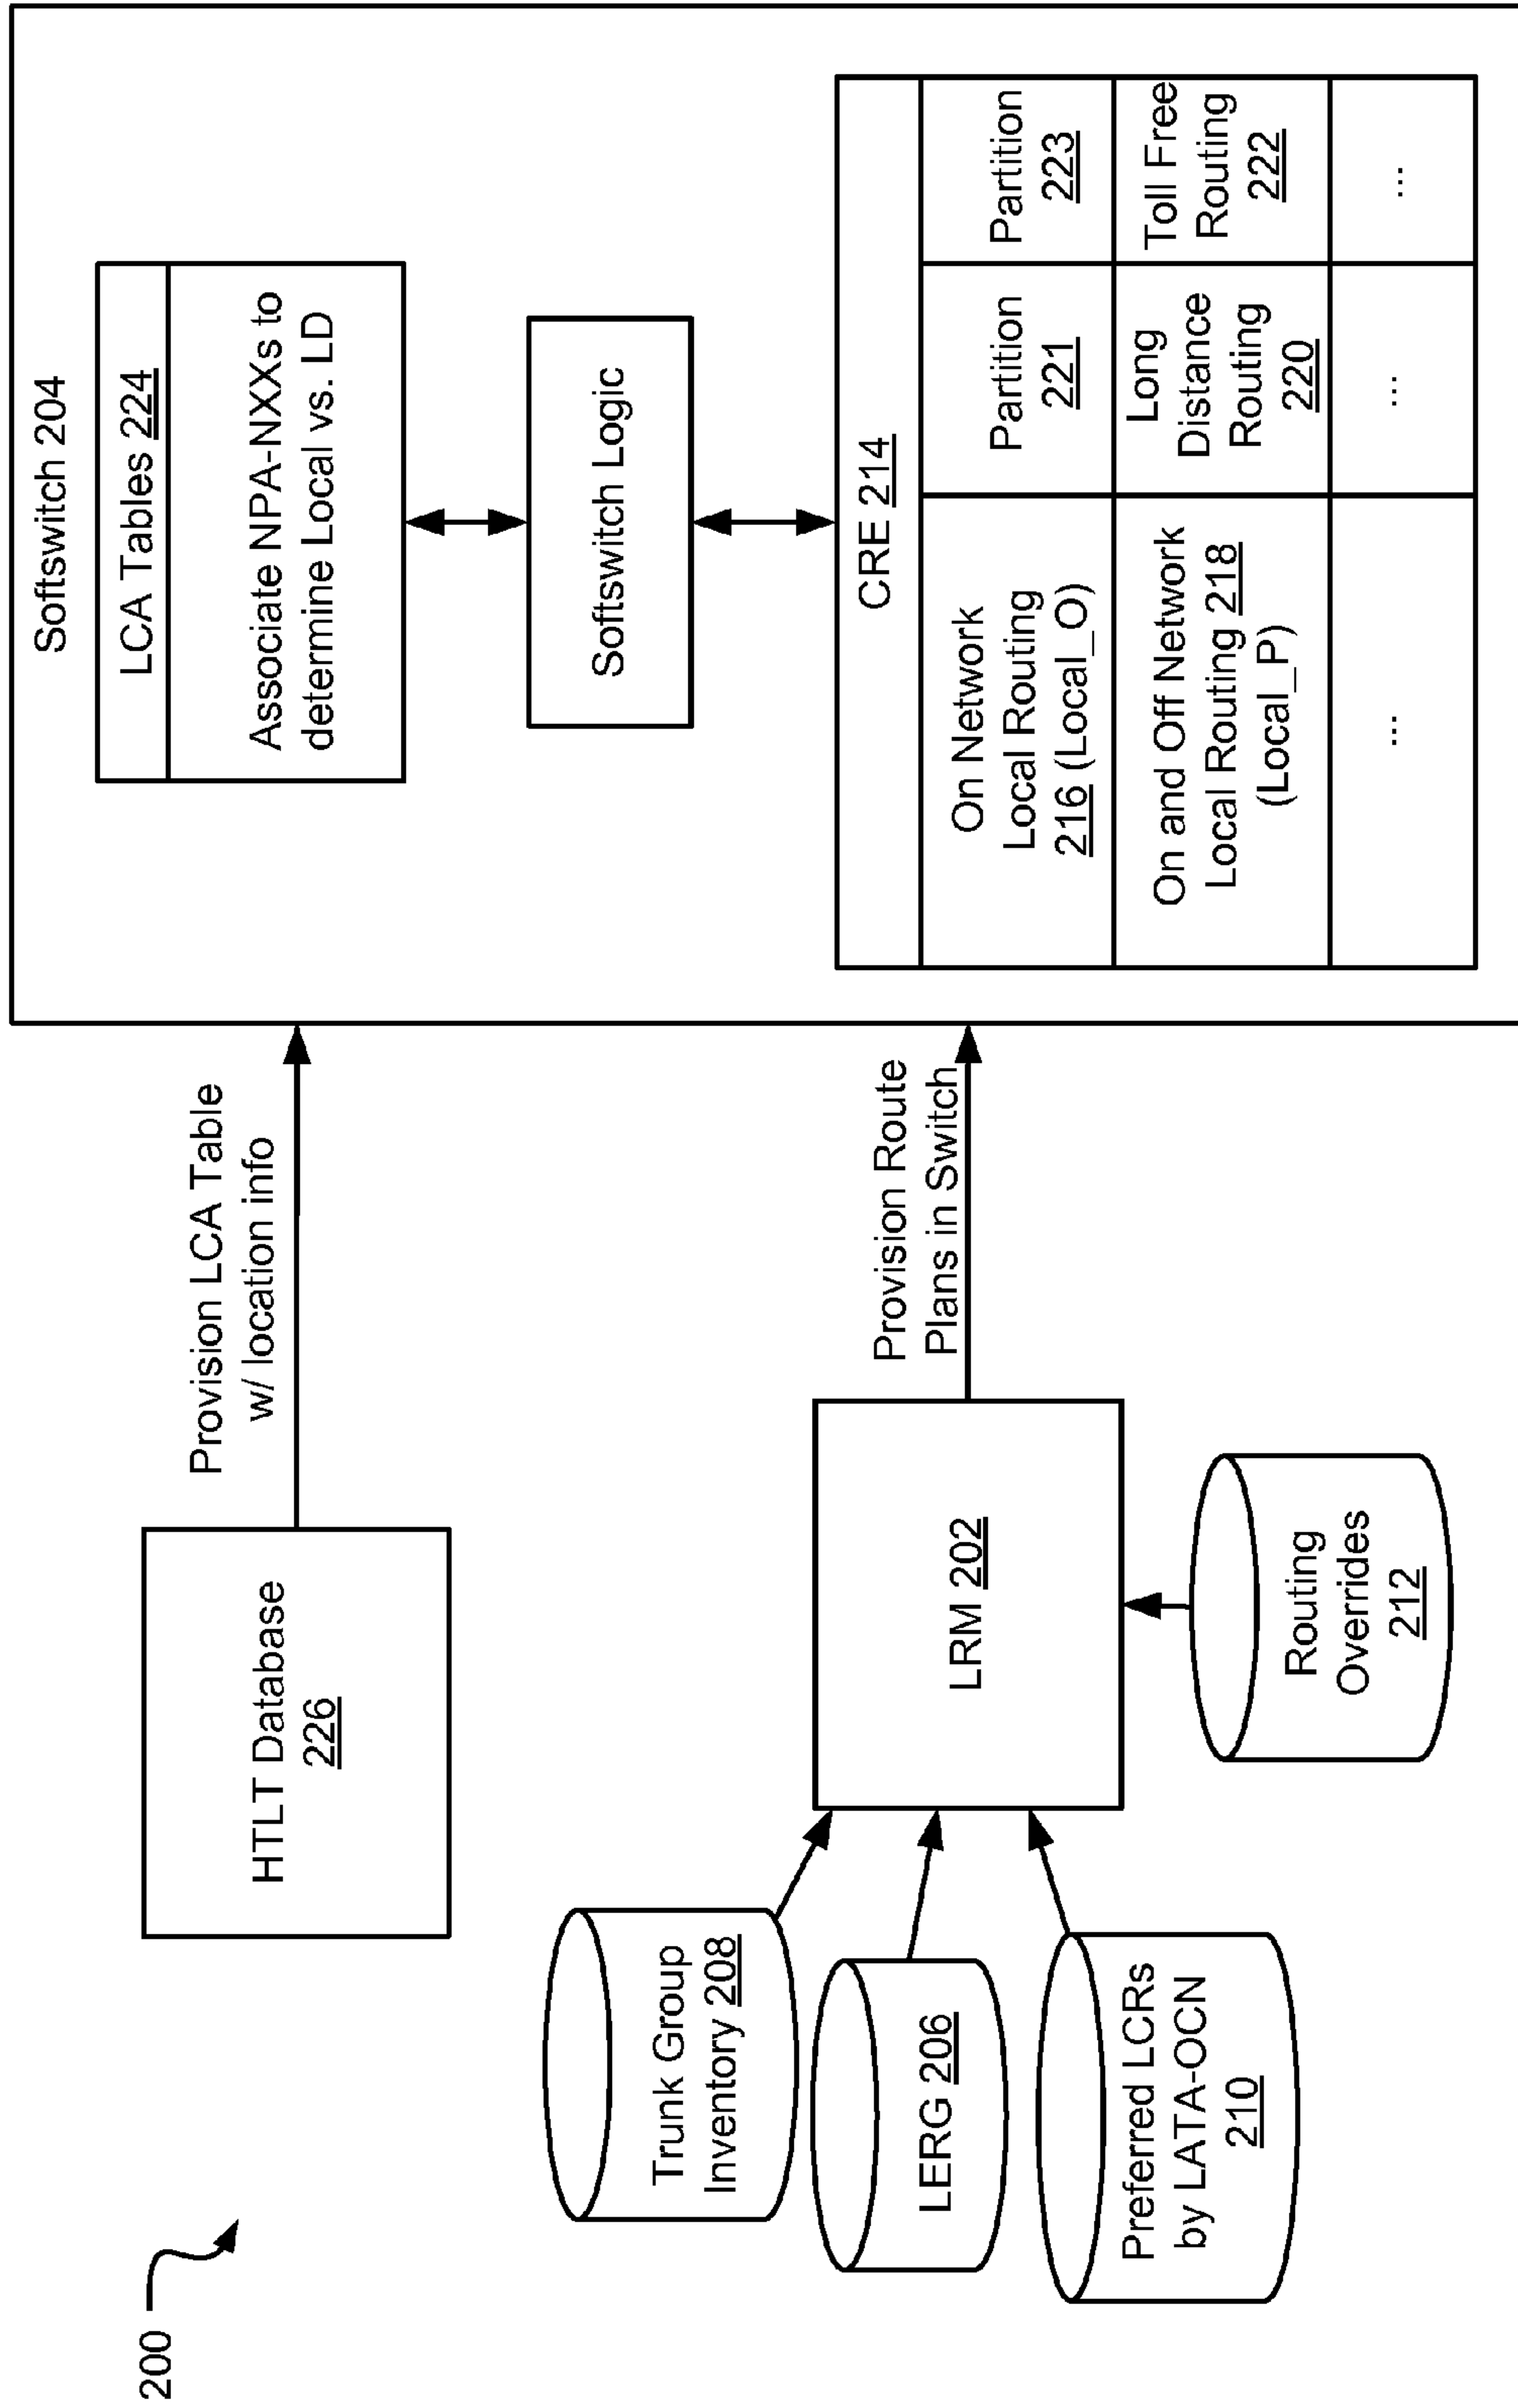 200
HTLT Database
226
Provision LCA Table
w/ location info
Trunk Group
Inventory 208
LERG 206
Preferred LCRs
by LATA-OCN
210
LRM 202
Routing
Overrides
212
Provision Route
Plans in Switch
Softswitch 204
LCA Tables 224
Associate NPA-NXXs to
determine Local vs. LD
Softswitch Logic
CRE 214
On Network
Local Routing
216 (Local_O)
Partition
221
Partition
223
On and Off Network
Local Routing 218
(Local_P)
Long
Distance
Routing
220
Toll Free
Routing
222
...
...
...